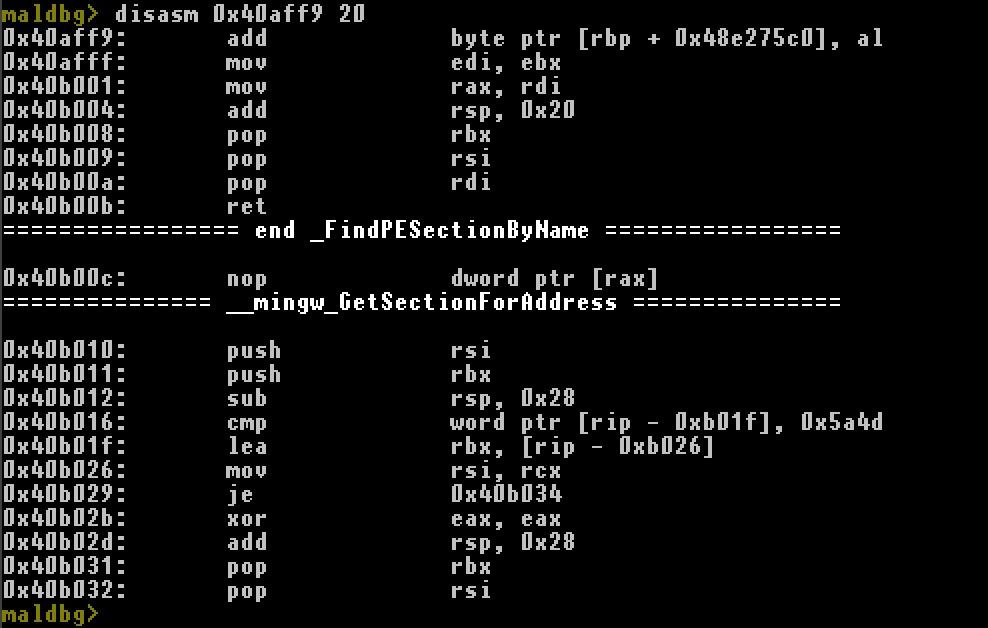 maldbg> disasm 0x40aff9 20
0x40aff9: add byte ptr [rbp + 0x48e275c0], al
0x40afff: mov edi, ebx
0x40b001: mov rax, rdi
0x40b004: add rsp, 0x20
0x40b008: pop rbx
0x40b009: pop rsi
0x40b00a: pop rdi
0x40b00b: ret
================= end _FindPESectionByName =================
0x40b00c: nop dword ptr [rax]
=============== __mingw_GetSectionForAddress ===============
0x40b010: push rsi
0x40b011: push rbx
0x40b012: sub rsp, 0x28
0x40b016: cmp word ptr [rip - 0xb01f], 0x5a4d
0x40b01f: lea rbx, [rip - 0xb026]
0x40b026: mov rsi, rcx
0x40b029: je 0x40b034
0x40b02b: xor eax, eax
0x40b02d: add rsp, 0x28
0x40b031: pop rbx
0x40b032: pop rsi
maldbg>